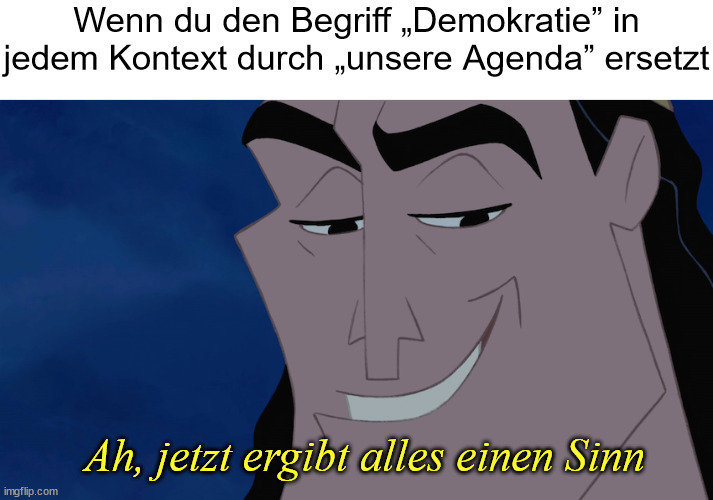 Wenn du den Begriff „Demokratie” in
jedem Kontext durch „unsere Agenda” ersetzt
Ah, jetzt ergibt alles einen Sinn
imgflip.com